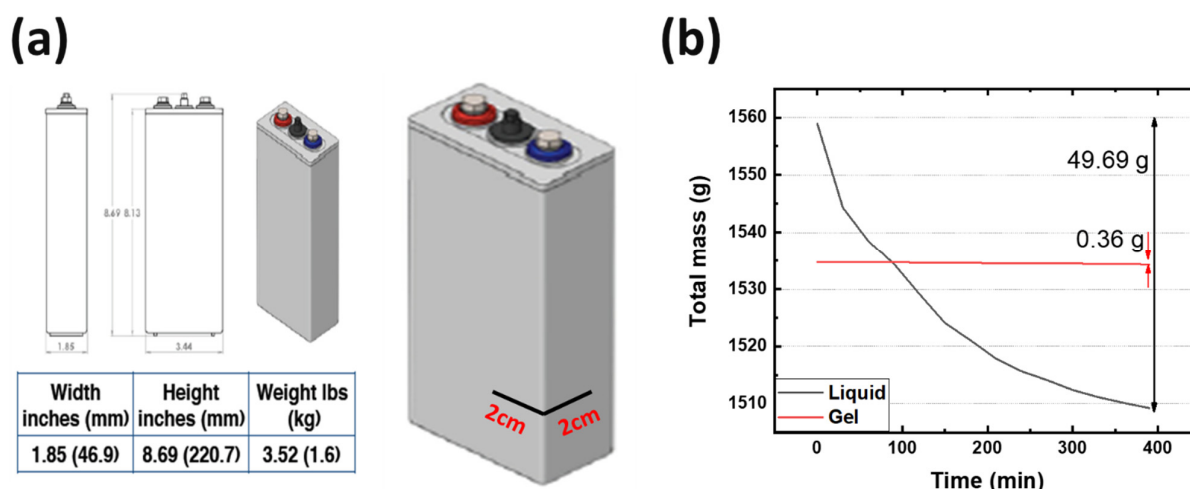 (a)
8.69
8.13
1.85
3.44
Width inches (mm)
Height inches (mm)
Weight lbs (kg)
1.85 (46.9)
8.69 (220.7)
3.52 (1.6)
2cm
2cm
(b)
Total mass (g)
1560
1550
1540
1530
1520
1510
49.69 g
0.36 g
Liquid
Gel
0
100
200
300
400
Time (min)